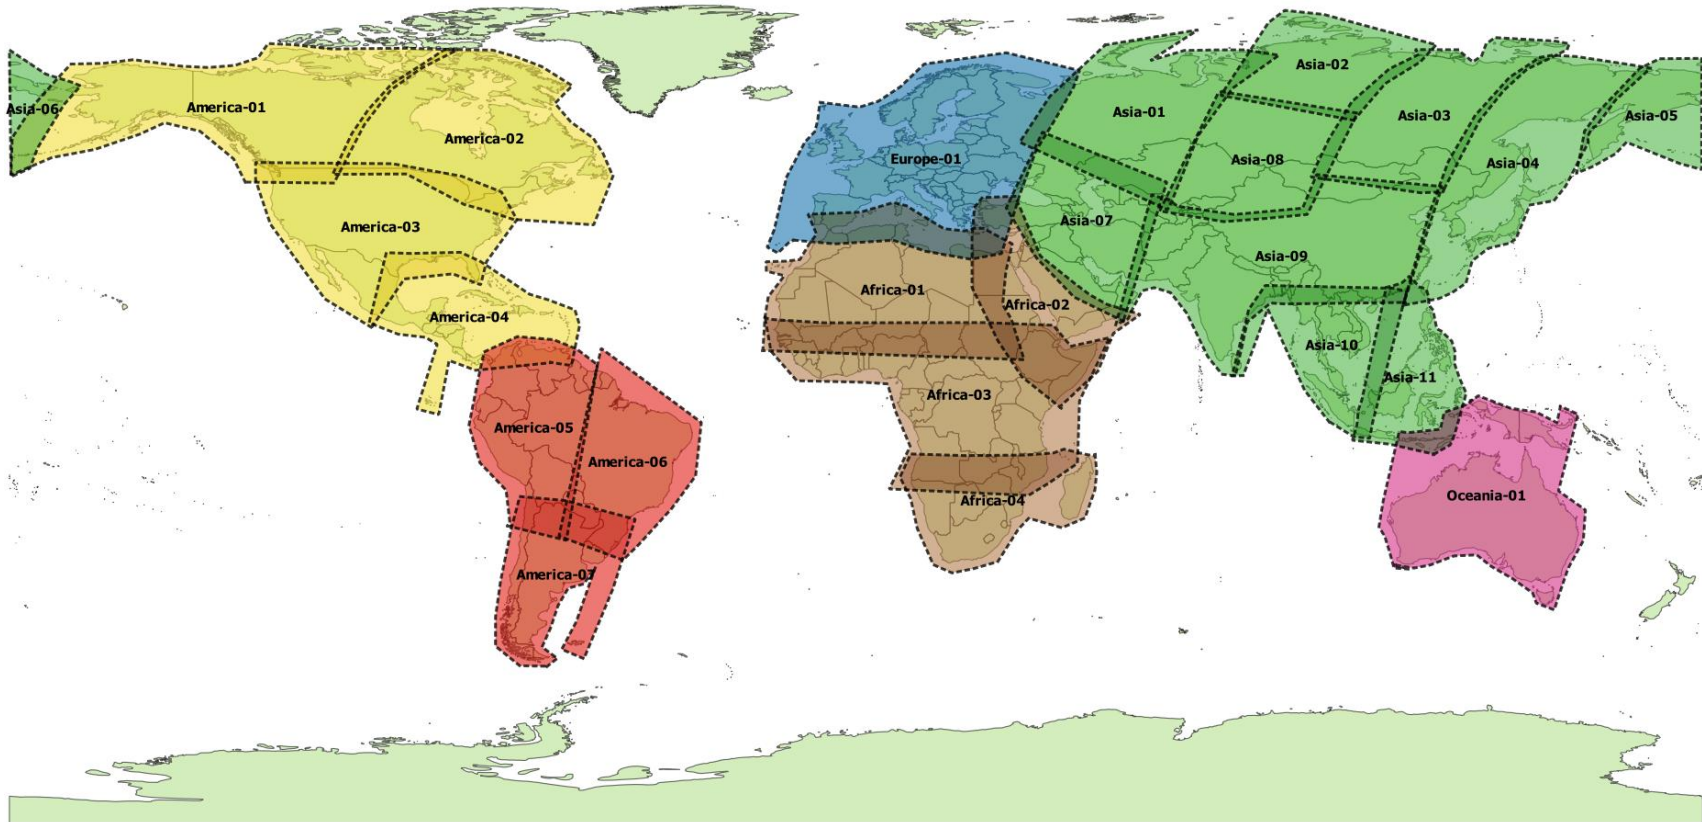 Asia-06
America-01
America-02
America-03
America-04
America-05
America-06
America-07
Europe-01
Africa-01
Africa-02
Africa-03
Africa-04
Asia-01
Asia-02
Asia-03
Asia-04
Asia-05
Asia-08
Asia-07
Asia-09
Asia-10
Asia-11
Oceania-01